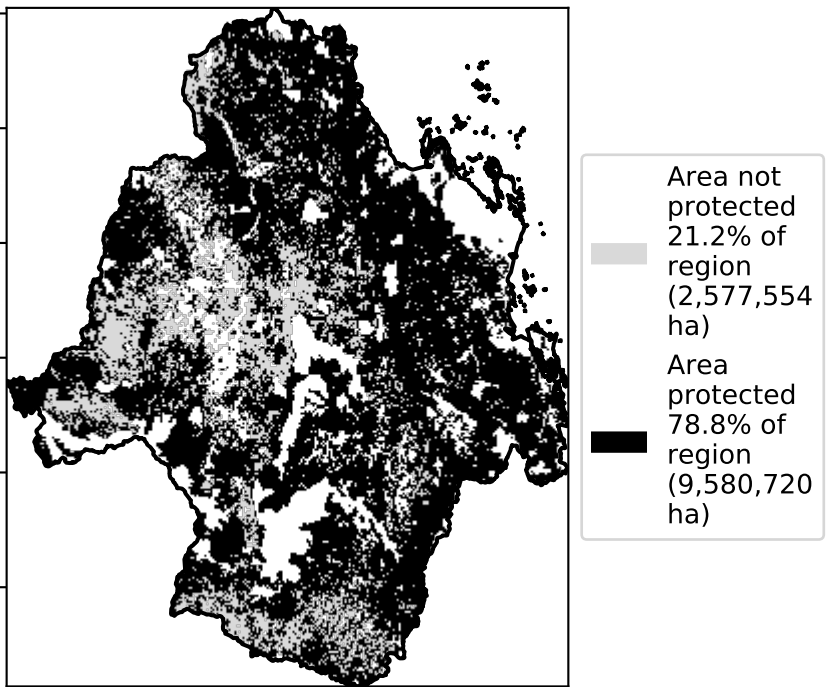 Area not
protected
21.2% of
region
(2,577,554
ha)
Area
protected
78.8% of
region
(9,580,720
ha)